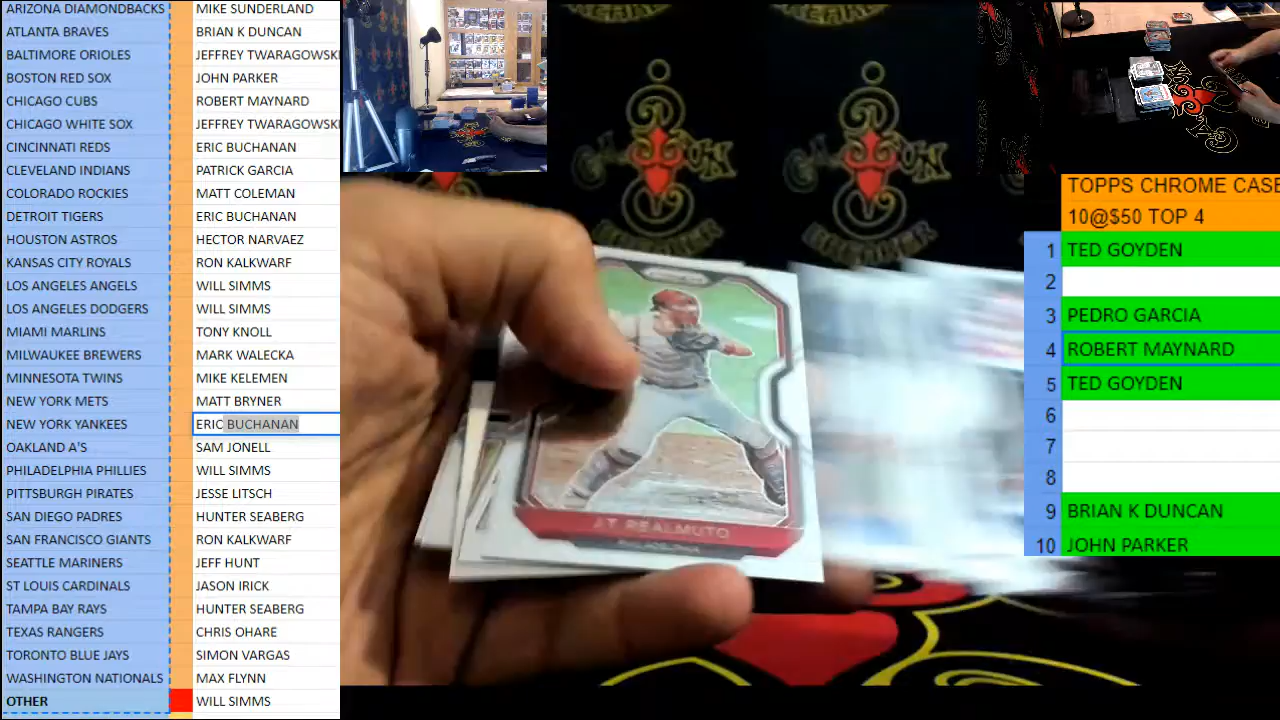 ARIZONA DIAMONDBACKS MIKE SUNDERLAND
ATLANTA BRAVES BRIAN K DUNCAN
BALTIMORE ORIOLES JEFFREY TWARAGOWSKI
BOSTON RED SOX JOHN PARKER
CHICAGO CUBS ROBERT MAYNARD
CHICAGO WHITE SOX JEFFREY TWARAGOWSKI
CINCINNATI REDS ERIC BUCHANAN
CLEVELAND INDIANS PATRICK GARCIA
COLORADO ROCKIES MATT COLEMAN
DETROIT TIGERS ERIC BUCHANAN
HOUSTON ASTROS HECTOR NARVAEZ
KANSAS CITY ROYALS RON KALKWARF
LOS ANGELES ANGELS WILL SIMMS
LOS ANGELES DODGERS WILL SIMMS
MIAMI MARLINS TONY KNOLL
MILWAUKEE BREWERS MARK WALECKA
MINNESOTA TWINS MIKE KELEMEN
NEW YORK METS MATT BRYNER
NEW YORK YANKEES ERIC BUCHANAN
OAKLAND A'S SAM JONELL
PHILADELPHIA PHILLIES WILL SIMMS
PITTSBURGH PIRATES JESSE LITSCH
SAN DIEGO PADRES HUNTER SEABERG
SAN FRANCISCO GIANTS RON KALKWARF
SEATTLE MARINERS JEFF HUNT
ST LOUIS CARDINALS JASON IRICK
TAMPA BAY RAYS HUNTER SEABERG
TEXAS RANGERS CHRIS OHARE
TORONTO BLUE JAYS SIMON VARGAS
WASHINGTON NATIONALS MAX FLYNN
OTHER WILL SIMMS
J.T. REALMUTO
PHILADELPHIA
TOPPS CHROME CASE
10@$50 TOP 4
1 TED GOYDEN
2
3 PEDRO GARCIA
4 ROBERT MAYNARD
5 TED GOYDEN
6
7
8
9 BRIAN K DUNCAN
10 JOHN PARKER